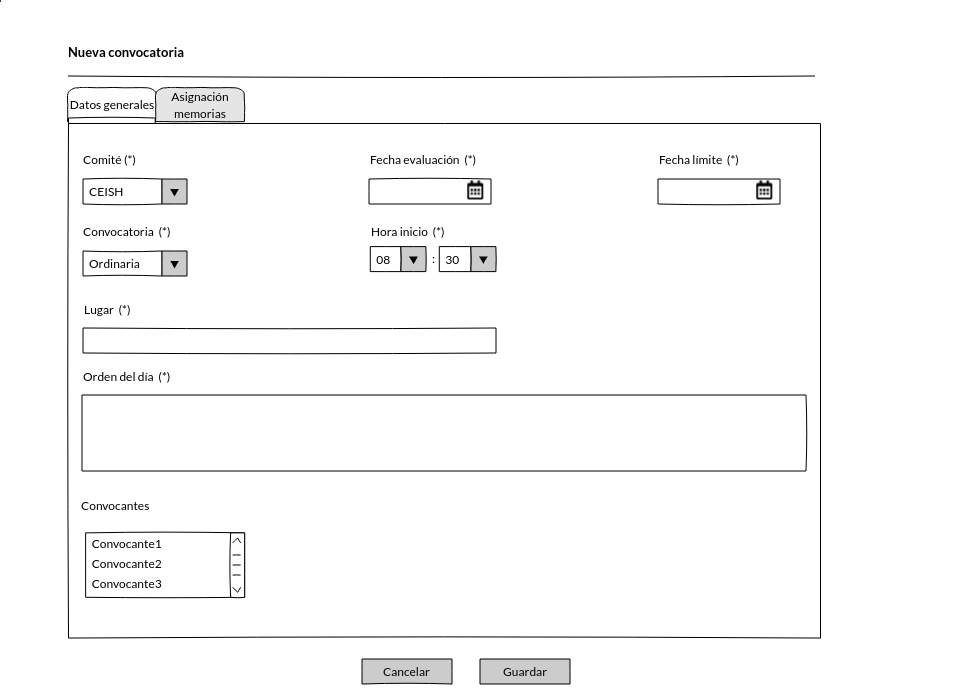 Nueva convocatoria
Datos generales
Asignación
memorias
Comité (*)
Fecha evaluación (*)
Fecha límite (*)
CEISH
Convocatoria (*)
Hora inicio (*)
Ordinaria
08 : 30
Lugar (*)
Orden del día (*)
Convocantes
Convocante1
Convocante2
Convocante3
Cancelar
Guardar